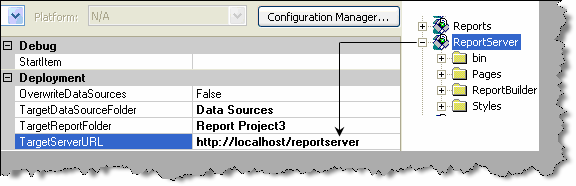 Platform: N/A Configuration Manager...
Debug
StartItem
Deployment
OverwriteDataSources False
TargetDataSourceFolder Data Sources
TargetReportFolder Report Project3
TargetServerURL http://localhost/reportserver
Reports
ReportServer
bin
Pages
ReportBuilder
Styles